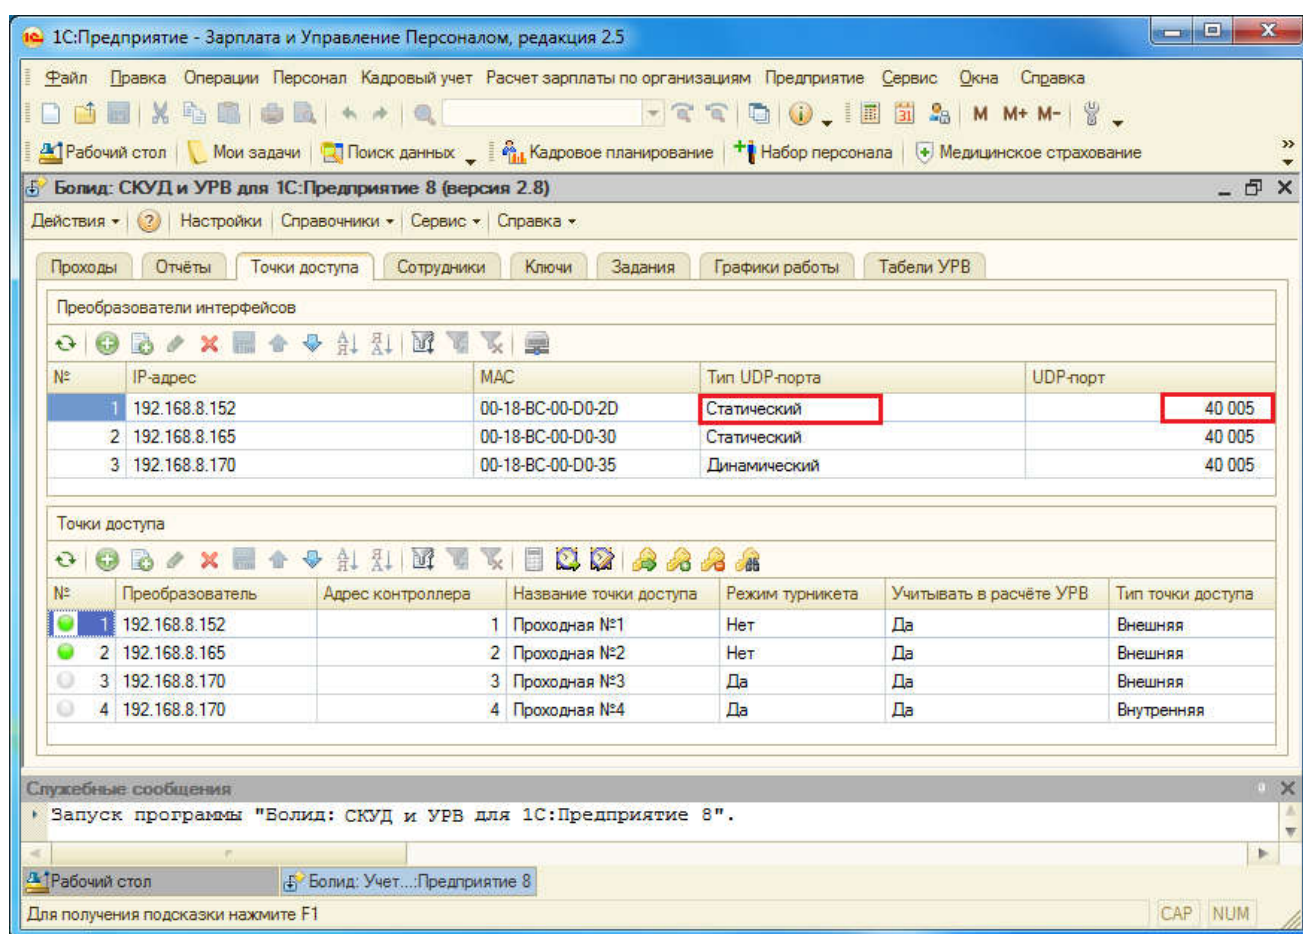 1С:Предприятие - Зарплата и Управление Персоналом, редакция 2.5
Файл Правка Операции Персонал Кадровый учет Расчет зарплаты по организациям Предприятие Сервис Окна Справка
31 M M+ M-
Рабочий стол Мои задачи Поиск данных Кадровое планирование Набор персонала Медицинское страхование
Болид: СКУД и УРВ для 1С:Предприятие 8 (версия 2.8)
Действия Настройки Справочники Сервис Справка
Проходы Отчёты Точки доступа Сотрудники Ключи Задания Графики работы Табели УРВ
Преобразователи интерфейсов
№ IP-адрес MAC Тип UDP-порта UDP-порт
1 192.168.8.152 00-18-BC-00-D0-2D Статический 40 005
2 192.168.8.165 00-18-BC-00-D0-30 Статический 40 005
3 192.168.8.170 00-18-BC-00-D0-35 Динамический 40 005
Точки доступа
№ Преобразователь Адрес контроллера Название точки доступа Режим турникета Учитывать в расчёте УРВ Тип точки доступа
1 192.168.8.152 1 Проходная №1 Нет Да Внешняя
2 192.168.8.165 2 Проходная №2 Нет Да Внешняя
3 192.168.8.170 3 Проходная №3 Да Да Внешняя
4 192.168.8.170 4 Проходная №4 Да Да Внутренняя
Служебные сообщения
Запуск программы "Болид: СКУД и УРВ для 1С:Предприятие 8".
Рабочий стол Болид: Учет...:Предприятие 8
Для получения подсказки нажмите F1 CAP NUM